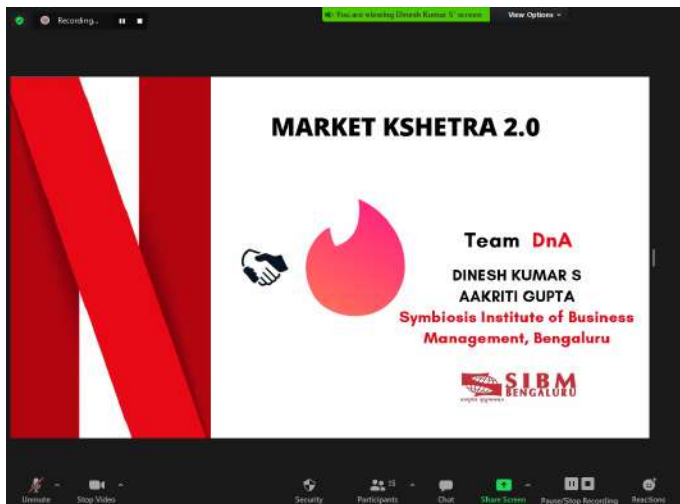 Recording...
You are viewing Dinesh Kumar S' screen
View Options
MARKET KSHETRA 2.0
Team DnA
DINESH KUMAR S
AAKRITI GUPTA
Symbiosis Institute of Business
Management, Bengaluru
SIBM
BENGALURU
Unmute
Stop Video
Security
Participants
15
Chat
Share Screen
Pause/Stop Recording
Reactions